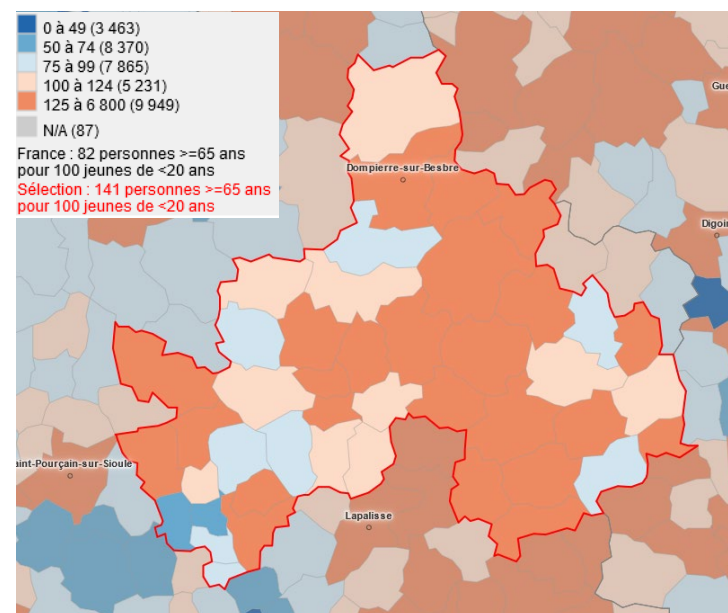 0 à 49 (3 463)
50 à 74 (8 370)
75 à 99 (7 865)
100 à 124 (5 231)
125 à 6 800 (9 949)
N/A (87)
France : 82 personnes >=65 ans
pour 100 jeunes de <20 ans
Sélection : 141 personnes >=65 ans
pour 100 jeunes de <20 ans
Gue
Dompierre-sur-Besbre
Digoin
aint-Pourçain-sur-Sioule
Lapalisse